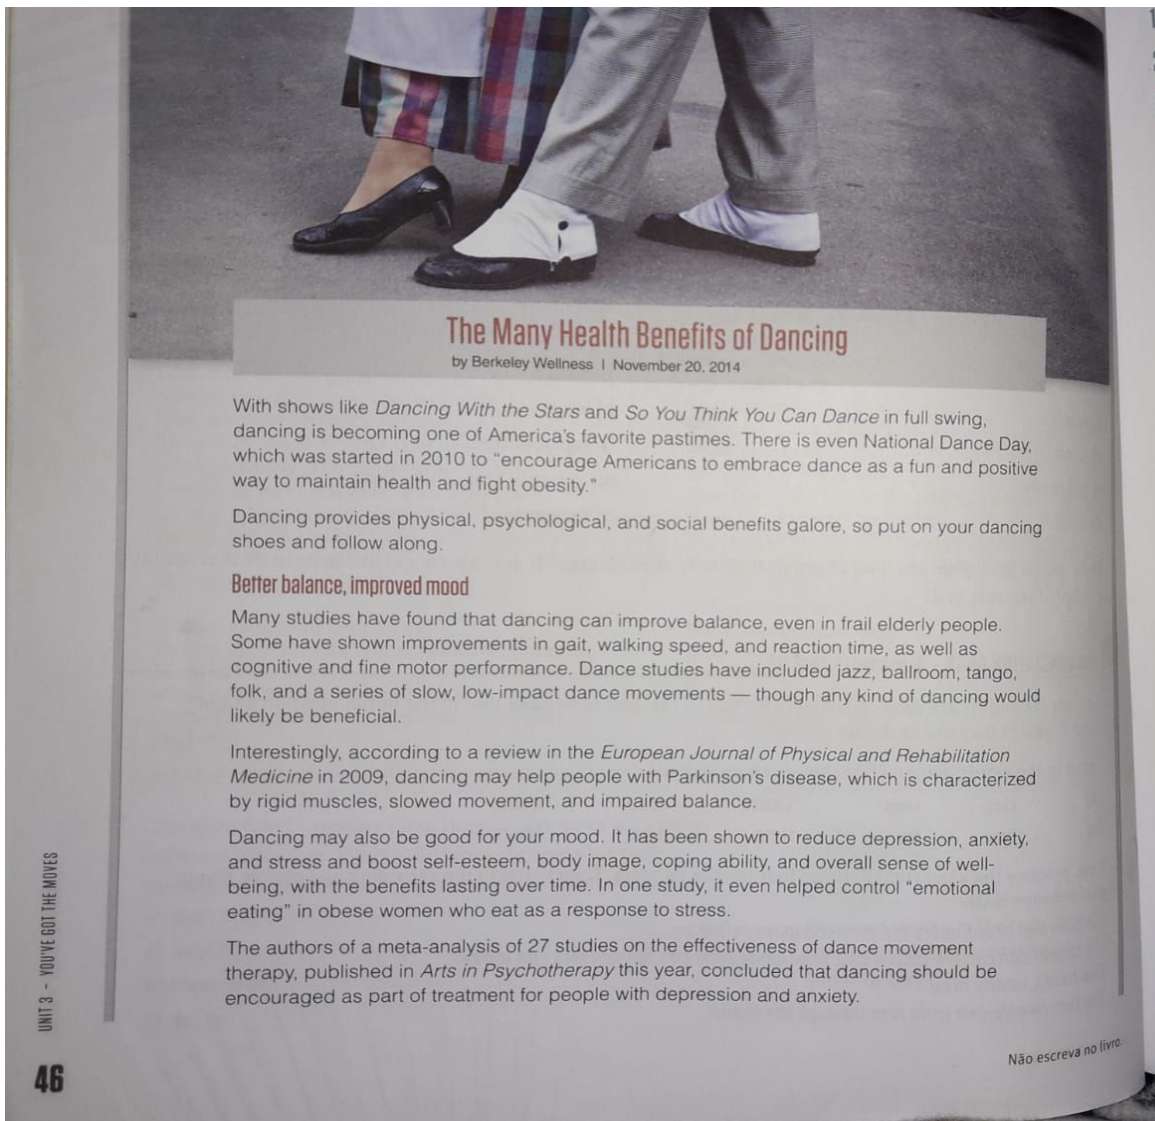 The Many Health Benefits of Dancing
by Berkeley Wellness | November 20, 2014
With shows like Dancing With the Stars and So You Think You Can Dance in full swing,
dancing is becoming one of America's favorite pastimes. There is even National Dance Day,
which was started in 2010 to "encourage Americans to embrace dance as a fun and positive
way to maintain health and fight obesity."
Dancing provides physical, psychological, and social benefits galore, so put on your dancing
shoes and follow along.
Better balance, improved mood
Many studies have found that dancing can improve balance, even in frail elderly people.
Some have shown improvements in gait, walking speed, and reaction time, as well as
cognitive and fine motor performance. Dance studies have included jazz, ballroom, tango,
folk, and a series of slow, low-impact dance movements — though any kind of dancing would
likely be beneficial.
Interestingly, according to a review in the European Journal of Physical and Rehabilitation
Medicine in 2009, dancing may help people with Parkinson's disease, which is characterized
by rigid muscles, slowed movement, and impaired balance.
Dancing may also be good for your mood. It has been shown to reduce depression, anxiety,
and stress and boost self-esteem, body image, coping ability, and overall sense of well-
being, with the benefits lasting over time. In one study, it even helped control "emotional
eating" in obese women who eat as a response to stress.
The authors of a meta-analysis of 27 studies on the effectiveness of dance movement
therapy, published in Arts in Psychotherapy this year, concluded that dancing should be
encouraged as part of treatment for people with depression and anxiety.
UNIT 3 - YOU'VE GOT THE MOVES
46
Não escreva no livro.